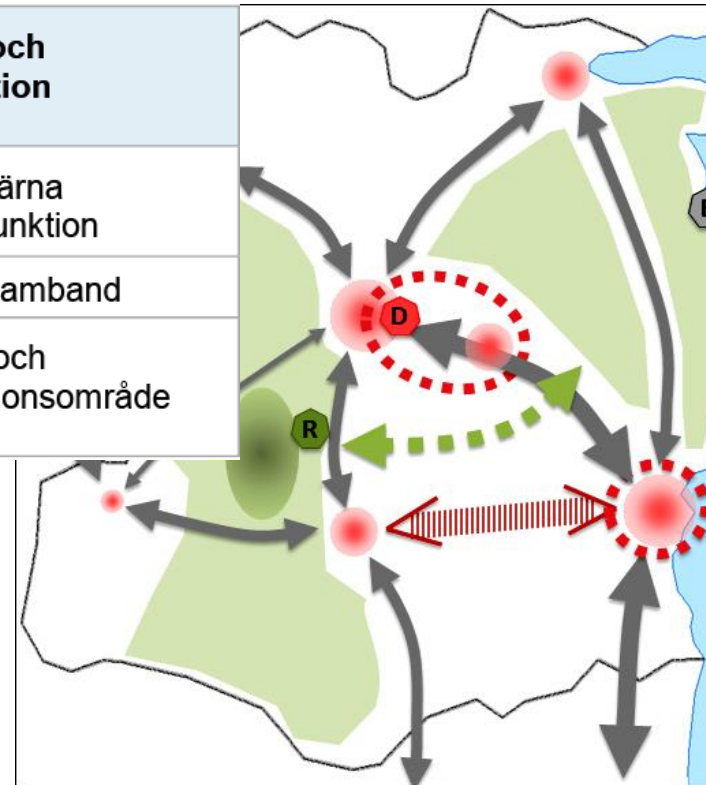 och
tion
ärna
unktion
amband
och
onsområde
D
R